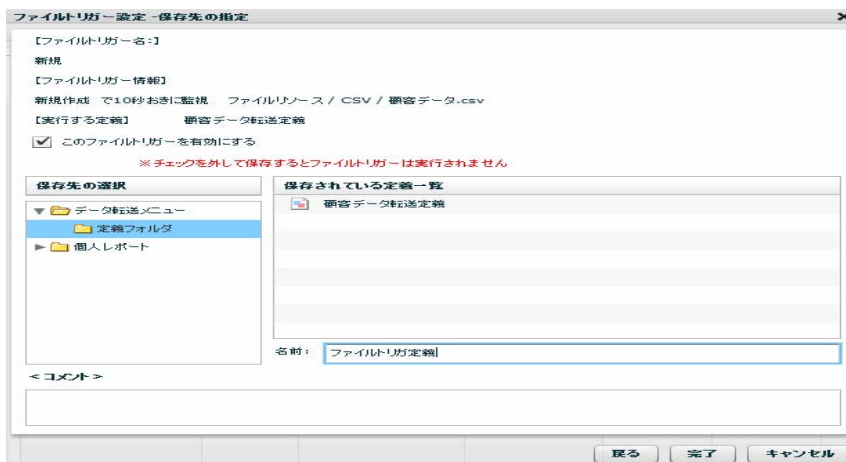 ファイルトリガー設定 -保存先の指定
【ファイルトリガー名:】
新規
【ファイルトリガー情報】
新規作成 で10秒おきに監視 ファイルリソース / CSV / 顧客データ.csv
【実行する定義】 顧客データ転送定義
このファイルトリガーを有効にする
※ チェックを外して保存するとファイルトリガーは実行されません
保存先の選択
保存されている定義一覧
データ転送メニュー
定義フォルダ
個人レポート
顧客データ転送定義
名前: ファイルトリガ定義
<コメント>
戻る 完了 キャンセル